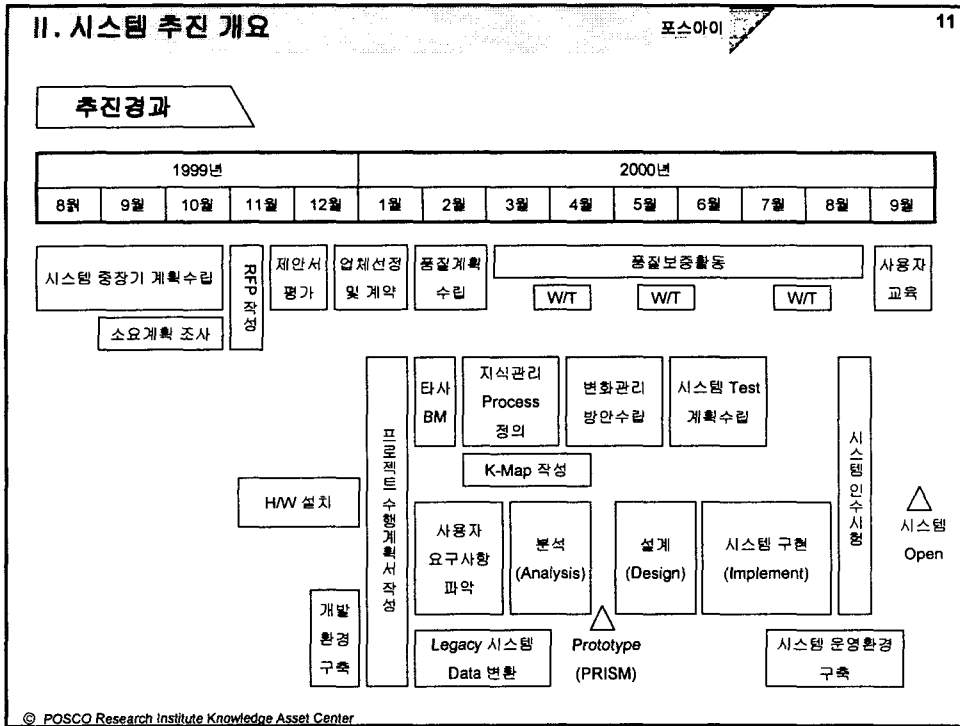 II. 시스템 추진 개요
포스아이
11
추진경과
1999년
2000년
8월
9월
10월
11월
12월
1월
2월
3월
4월
5월
6월
7월
8월
9월
시스템 중장기 계획수립
소요계획 조사
RFP 작성
제안서
평가
업체선정
및 계약
품질계획
수립
품질보증활동
W/T
W/T
W/T
사용자
교육
프로젝트 수행계획서 작성
타사
BM
지식관리
Process
정의
변화관리
방안수립
시스템 Test
계획수립
K-Map 작성
시스템 인수시험
H/W 설치
사용자
요구사항
파악
분석
(Analysis)
설계
(Design)
시스템 구현
(Implement)
시스템
Open
개발
환경
구축
Legacy 시스템
Data 변환
Prototype
(PRISM)
시스템 운영환경
구축
© POSCO Research Institute Knowledge Asset Center